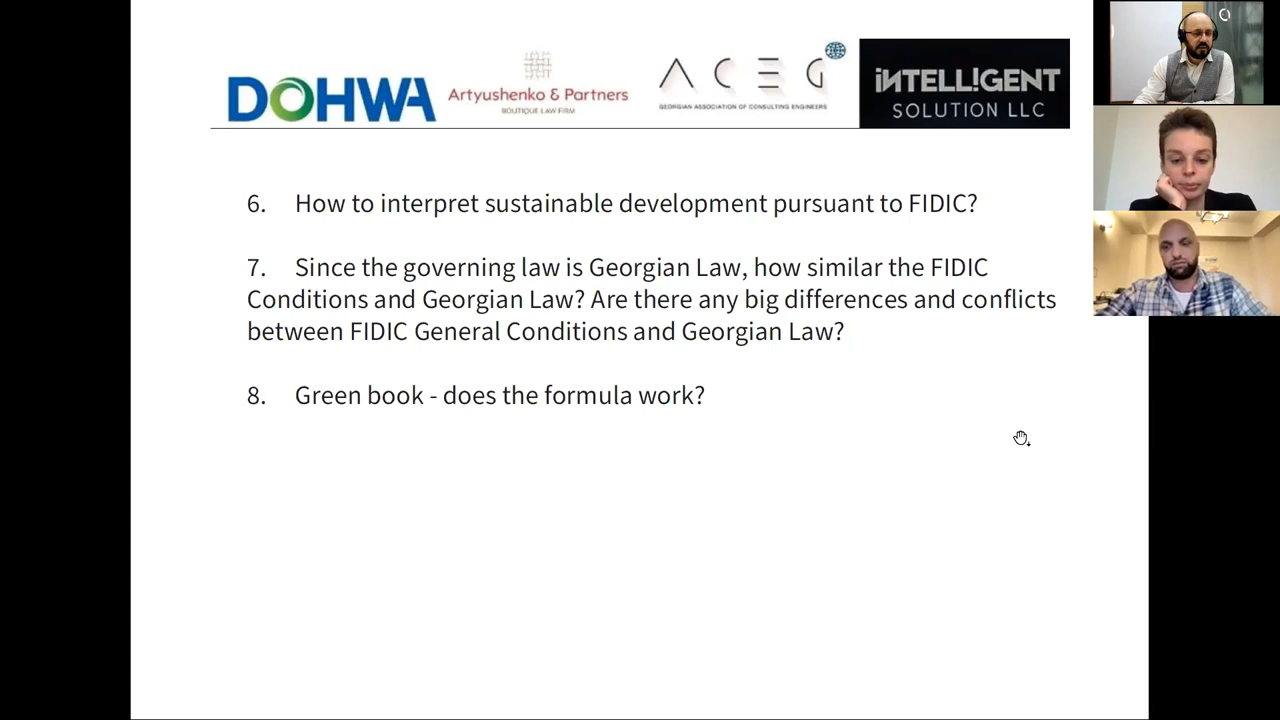 DOHWA
Artyushenko & Partners
BOUTIQUE LAW FIRM
ACEG
GEORGIAN ASSOCIATION OF CONSULTING ENGINEERS
iNTELL!GENT
SOLUTION LLC
6. How to interpret sustainable development pursuant to FIDIC?
7. Since the governing law is Georgian Law, how similar the FIDIC
Conditions and Georgian Law? Are there any big differences and conflicts
between FIDIC General Conditions and Georgian Law?
8. Green book - does the formula work?